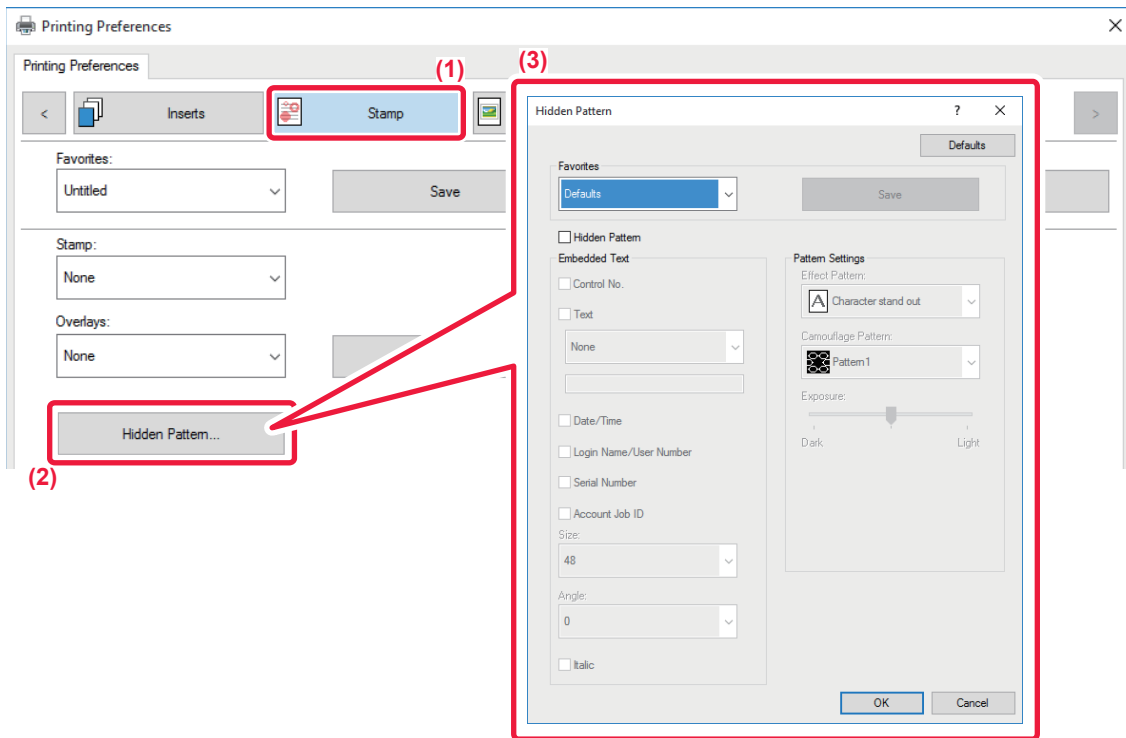 Printing Preferences
Printing Preferences
(1)
(3)
<
Inserts
Stamp
>
Favorites:
Untitled
Save
Stamp:
None
Overlays:
None
Hidden Pattern...
(2)
Hidden Pattern
?
Defaults
Favorites
Defaults
Save
Hidden Pattern
Embedded Text
Control No.
Text
None
Date/Time
Login Name/User Number
Serial Number
Account Job ID
Size:
48
Angle:
0
Italic
Pattern Settings
Effect Pattern:
A Character stand out
Camouflage Pattern:
Pattern1
Exposure:
Dark Light
OK Cancel